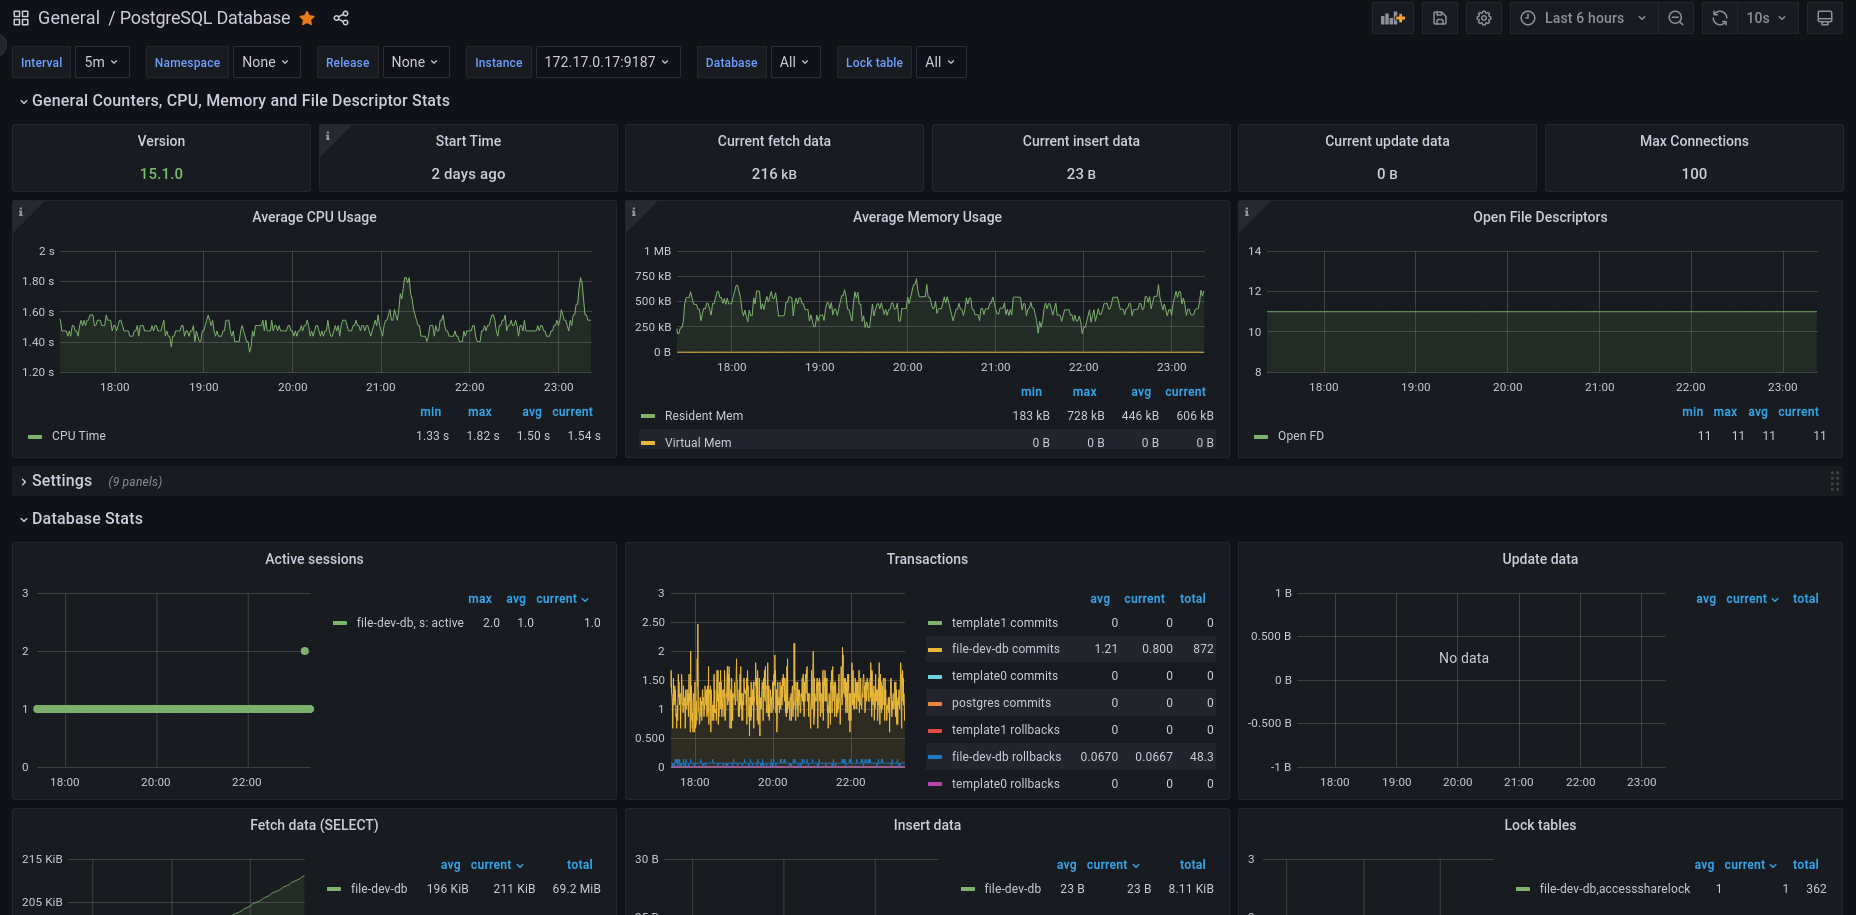 General / PostgreSQL Database
Last 6 hours
10s
Interval 5m Namespace None Release None Instance 172.17.0.17:9187 Database All Lock table All
General Counters, CPU, Memory and File Descriptor Stats
Version
15.1.0
Start Time
2 days ago
Current fetch data
216 kB
Current insert data
23 B
Current update data
0 B
Max Connections
100
Average CPU Usage
2 s
1.80 s
1.60 s
1.40 s
1.20 s
18:00 19:00 20:00 21:00 22:00 23:00
min max avg current
CPU Time 1.33 s 1.82 s 1.50 s 1.54 s
Average Memory Usage
1 MB
750 kB
500 kB
250 kB
0 B
18:00 19:00 20:00 21:00 22:00 23:00
min max avg current
Resident Mem 183 kB 728 kB 446 kB 606 kB
Virtual Mem 0 B 0 B 0 B 0 B
Open File Descriptors
14
12
10
8
18:00 19:00 20:00 21:00 22:00 23:00
min max avg current
Open FD 11 11 11 11
Settings (9 panels)
Database Stats
Active sessions
3
2
1
0
18:00 20:00 22:00
max avg current
file-dev-db, s: active 2.0 1.0 1.0
Transactions
3
2.50
2
1.50
1
0.500
0
18:00 20:00 22:00
avg current total
template1 commits 0 0 0
file-dev-db commits 1.21 0.800 872
template0 commits 0 0 0
postgres commits 0 0 0
template1 rollbacks 0 0 0
file-dev-db rollbacks 0.0670 0.0667 48.3
template0 rollbacks 0 0 0
Update data
1 B
0.500 B
0 B
-0.500 B
-1 B
No data
18:00 19:00 20:00 21:00 22:00 23:00
avg current total
Fetch data (SELECT)
215 KiB
205 KiB
avg current total
file-dev-db 196 KiB 211 KiB 69.2 MiB
Insert data
30 B
avg current total
file-dev-db 23 B 23 B 8.11 KiB
Lock tables
3
avg current total
file-dev-db,accesssharelock 1 1 362